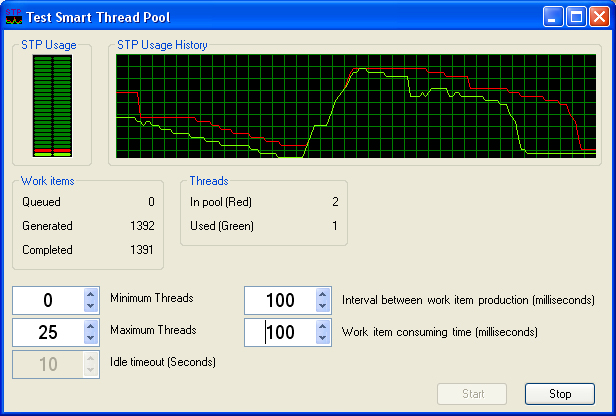 Test Smart Thread Pool
STP Usage
STP Usage History
Work items
Queued 0
Generated 1392
Completed 1391
Threads
In pool (Red) 2
Used (Green) 1
0 Minimum Threads
100 Interval between work item production (milliseconds)
25 Maximum Threads
100 Work item consuming time (milliseconds)
10 Idle timeout (Seconds)
Start
Stop